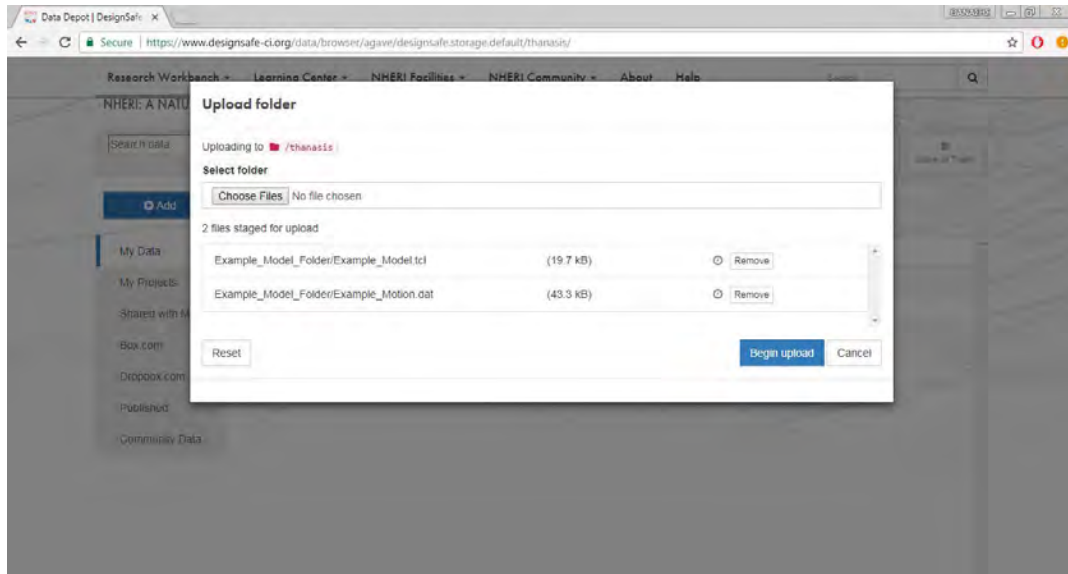 Data Depot | DesignSafe
Secure | https://www.designsafe-ci.org/data/browser/agave/designsafe.storage.default/thanasis/
Research Workbench Learning Center NHERI Facilities NHERI Community About Help
NHERI: A NATU
Upload folder
Search data
Uploading to /thanasis
Select folder
Choose Files No file chosen
Add
2 files staged for upload
My Data
Example_Model_Folder/Example_Model.tcl (19.7 kB) Remove
My Projects
Example_Model_Folder/Example_Motion.dat (43.3 kB) Remove
Shared with M
Box.com
Reset Begin upload Cancel
Dropbox.com
Published
Community Data